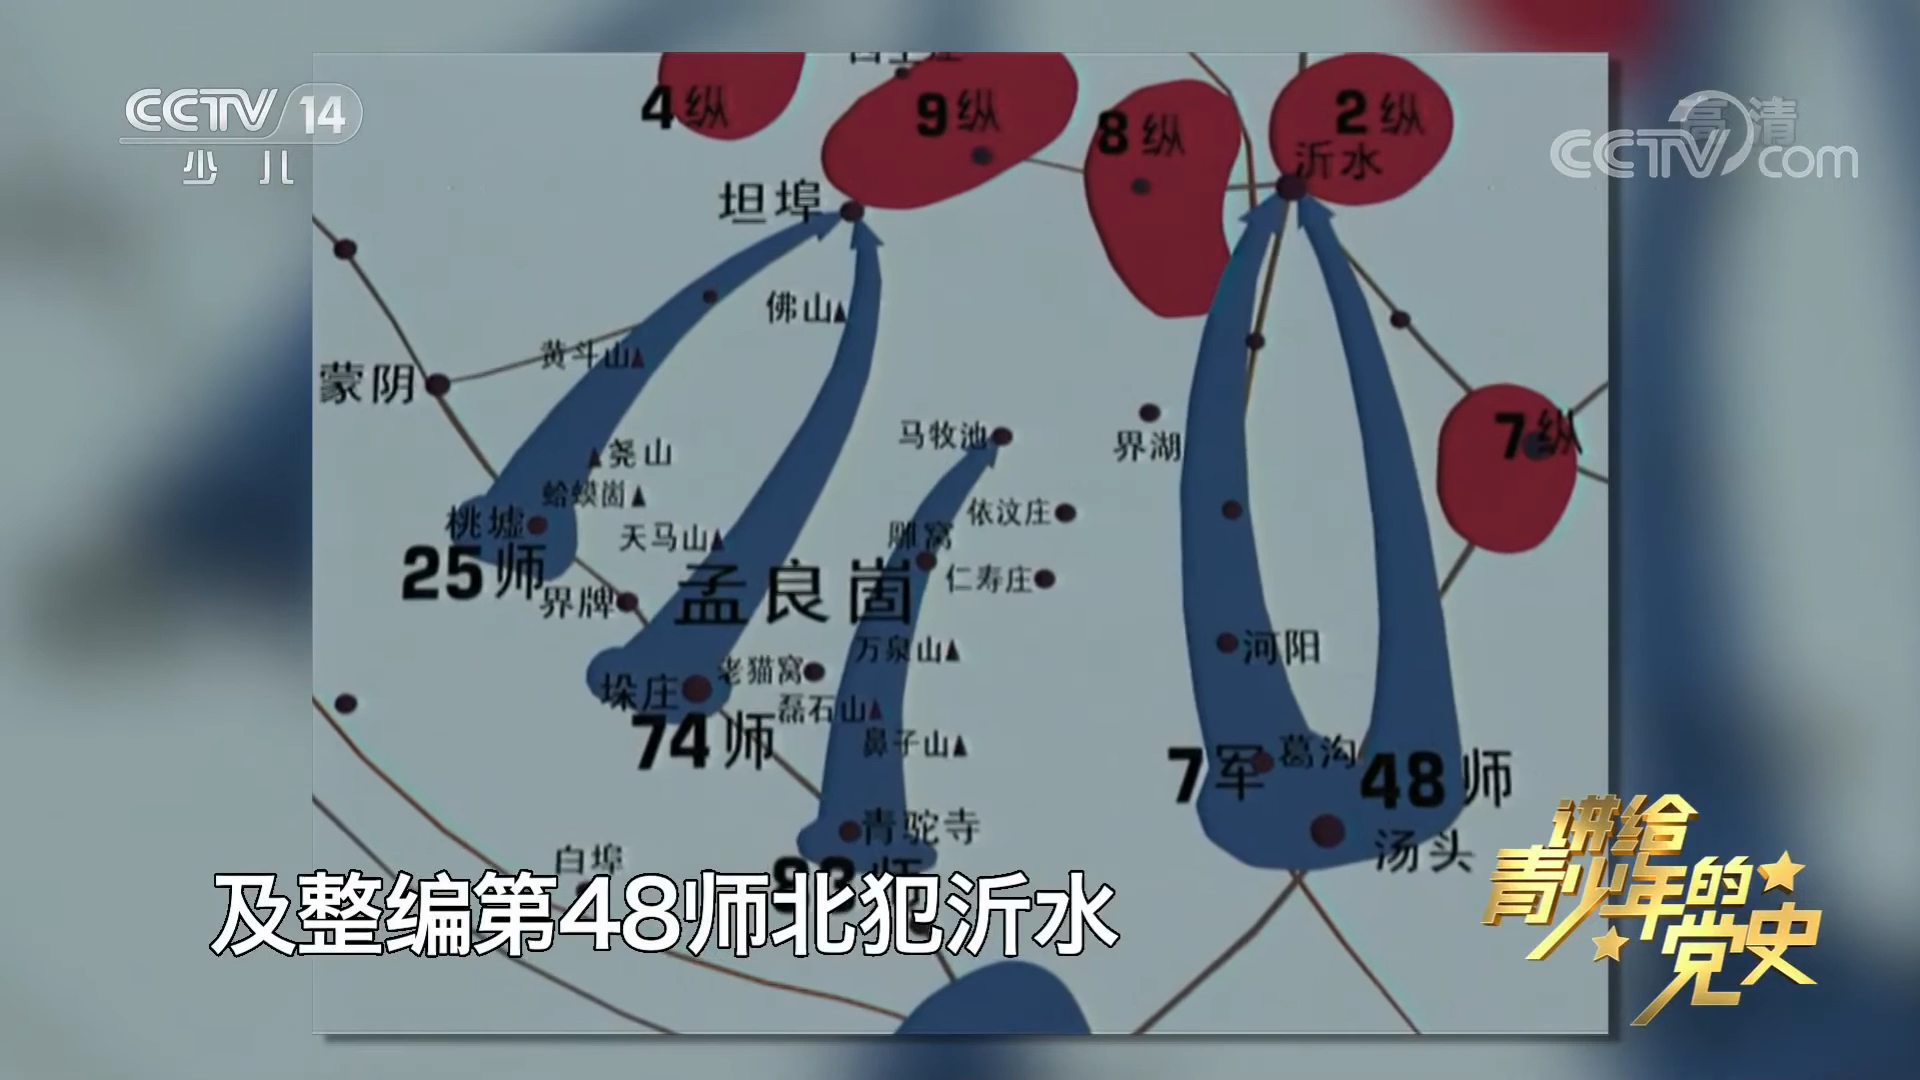 CCTV 14
少儿
高清
CCTV.com
4纵
9纵
8纵
2纵
沂水
坦埠
佛山
黄斗山
蒙阴
马牧池
界湖
7纵
尧山
蛤蟆崮
桃墟
25师
天马山
依汶庄
雕窝
孟良崮
仁寿庄
界牌
万泉山
河阳
垛庄
老猫窝
磊石山
74师
鼻子山
7军
葛沟
48师
青驼寺
汤头
白埠
及整编第48师北犯沂水
讲给
青少年的
党史